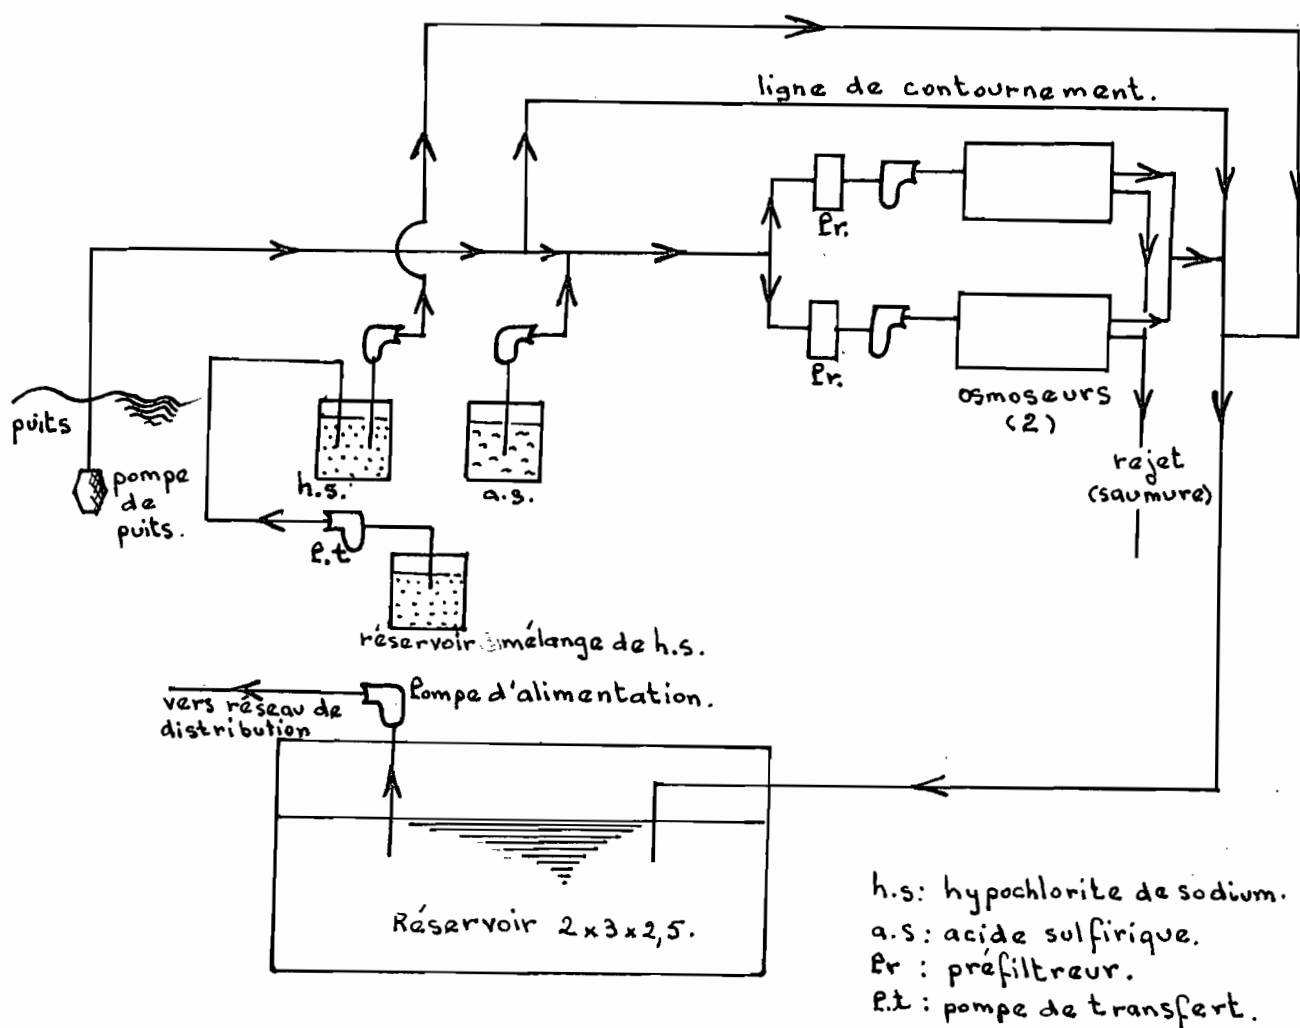 ligne de contournement.
Pr.
Pr.
osmoseurs
(2)
rejet
(saumure)
puits
pompe
de
puits.
h.s.
a.s.
P.t
réservoir mélange de h.s.
Pompe d'alimentation.
vers réseau de
distribution
Réservoir 2x3x2,5.
h.s: hypochlorite de sodium.
a.s: acide sulfirique.
Pr : préfiltreur.
P.t : pompe de transfert.